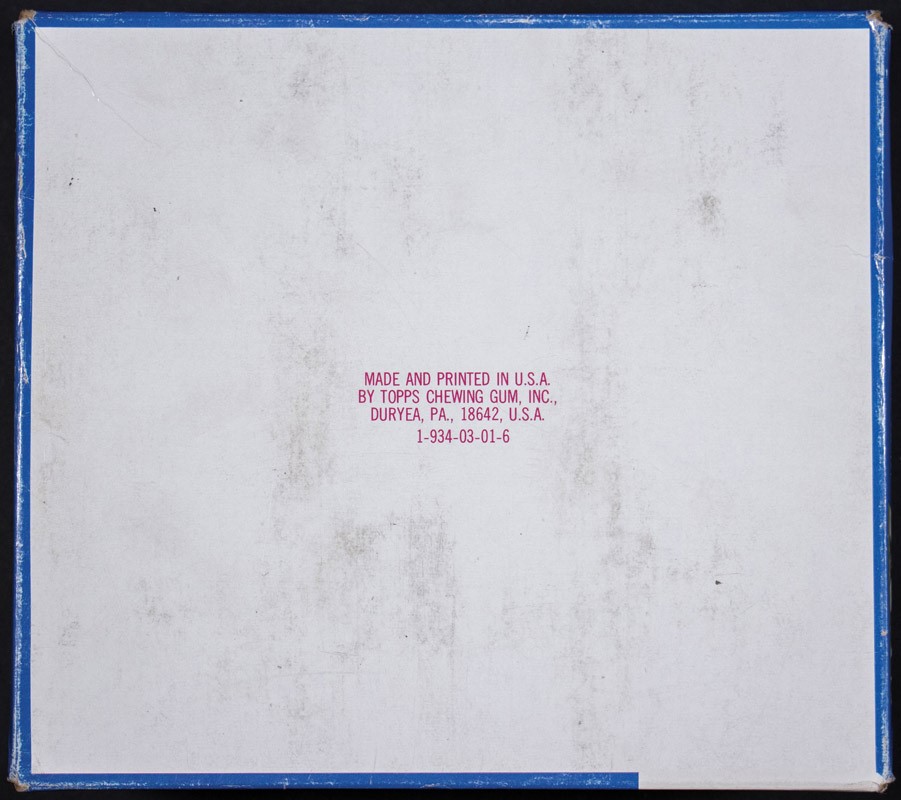 MADE AND PRINTED IN U.S.A.
BY TOPPS CHEWING GUM, INC.,
DURYEA, PA., 18642, U.S.A.
1-934-03-01-6